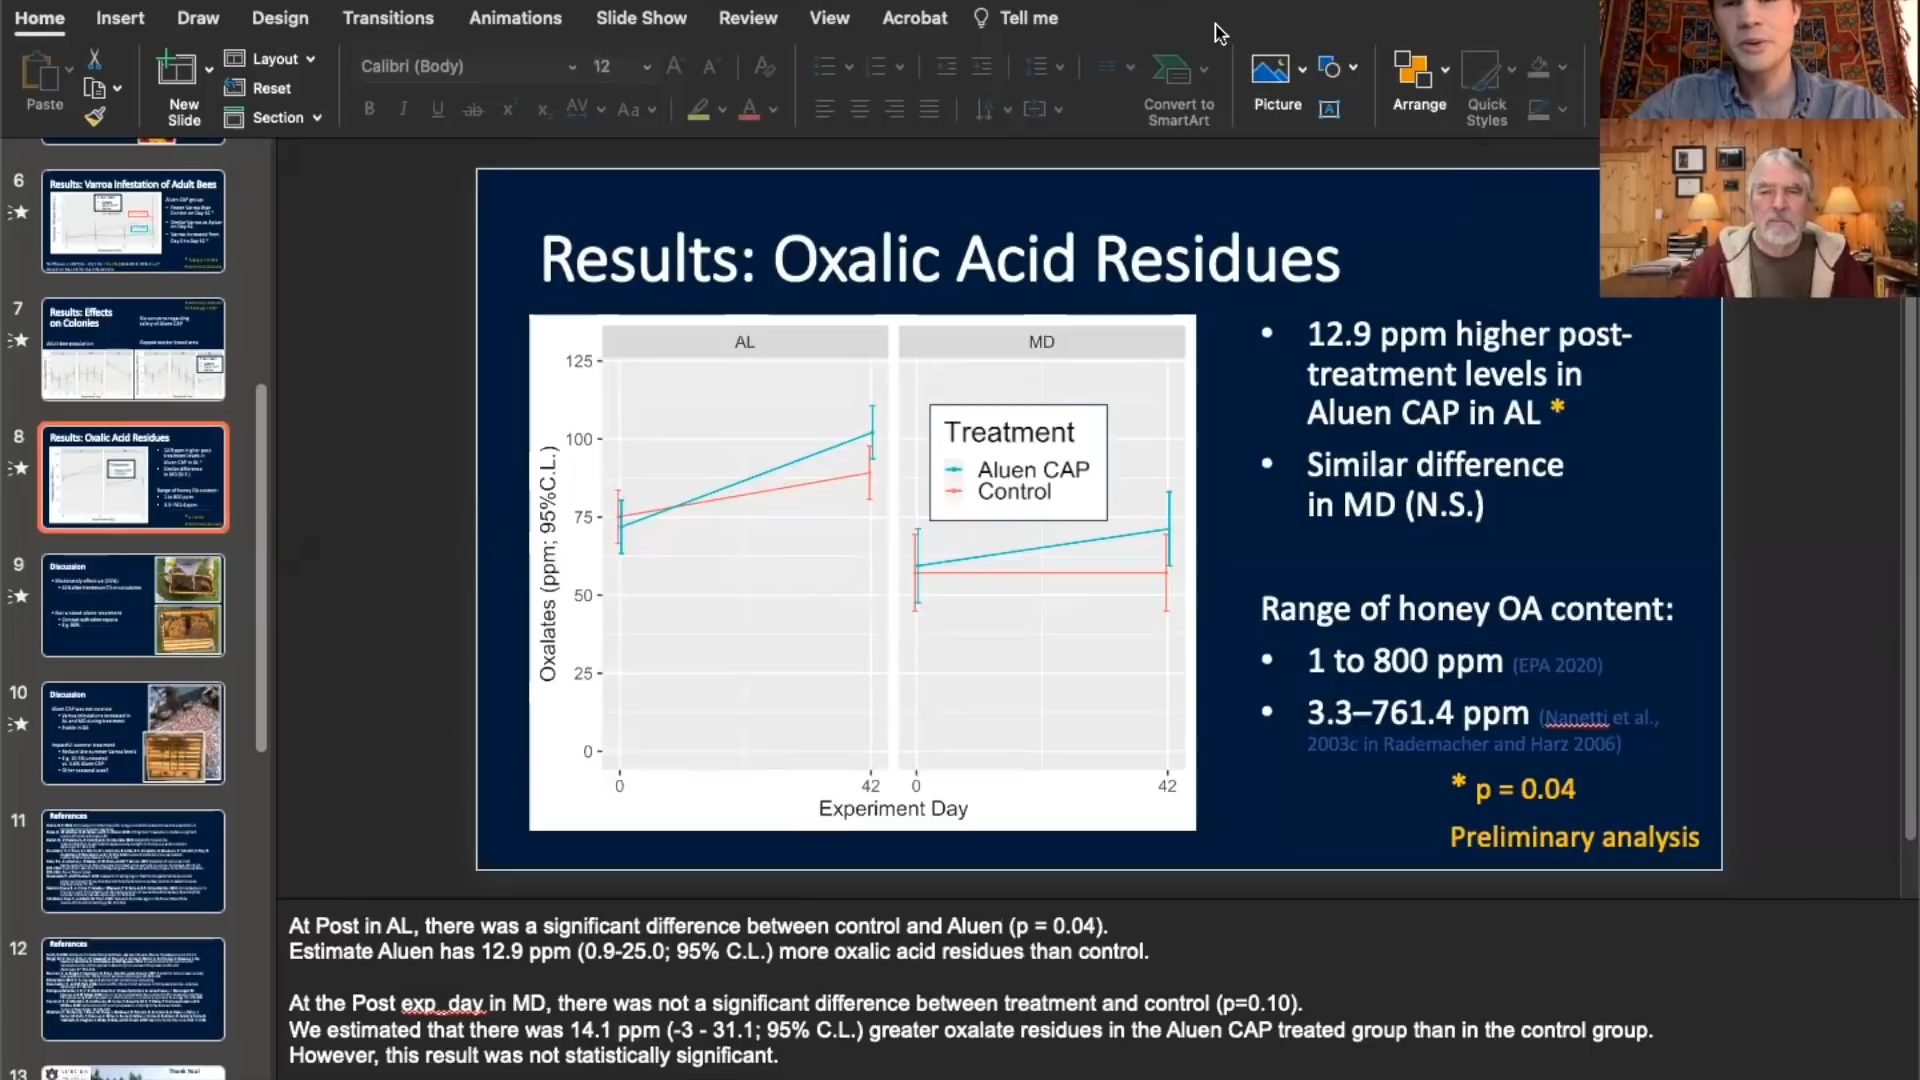 Home Insert Draw Design Transitions Animations Slide Show Review View Acrobat Tell me
Paste
New Slide
Layout
Reset
Section
Calibri (Body) 12
Convert to SmartArt
Picture
Arrange
Quick Styles
6
Results: Varroa Infestation of Adult Bees
7
Results: Effects on Colonies
8
Results: Oxalic Acid Residues
9
Discussion
10
Discussion
11
References
12
References
13
Results: Oxalic Acid Residues
AL MD
Oxalates (ppm; 95%C.L.)
125
100
75
50
25
0
0 42 0 42
Experiment Day
Treatment
Aluen CAP
Control
• 12.9 ppm higher post-
treatment levels in
Aluen CAP in AL *
• Similar difference
in MD (N.S.)
Range of honey OA content:
• 1 to 800 ppm (EPA 2020)
• 3.3–761.4 ppm (Nanetti et al.,
2003c in Rademacher and Harz 2006)
* p = 0.04
Preliminary analysis
At Post in AL, there was a significant difference between control and Aluen (p = 0.04).
Estimate Aluen has 12.9 ppm (0.9-25.0; 95% C.L.) more oxalic acid residues than control.
At the Post exp_day in MD, there was not a significant difference between treatment and control (p=0.10).
We estimated that there was 14.1 ppm (-3 - 31.1; 95% C.L.) greater oxalate residues in the Aluen CAP treated group than in the control group.
However, this result was not statistically significant.